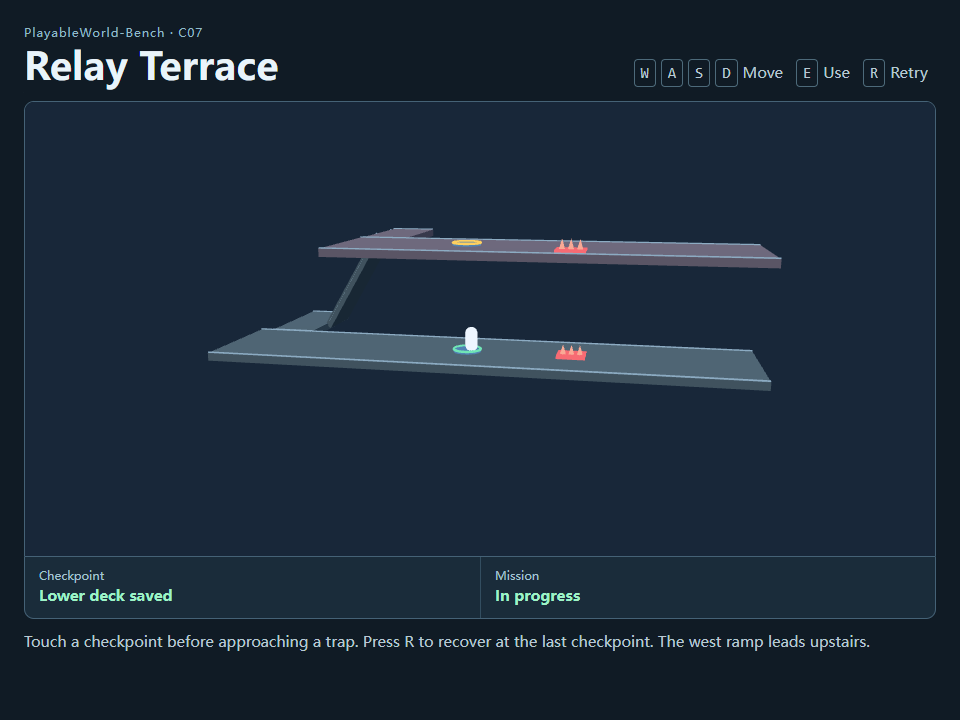 PlayableWorld-Bench · C07
Relay Terrace
W A S D Move E Use R Retry
Checkpoint
Lower deck saved
Mission
In progress
Touch a checkpoint before approaching a trap. Press R to recover at the last checkpoint. The west ramp leads upstairs.